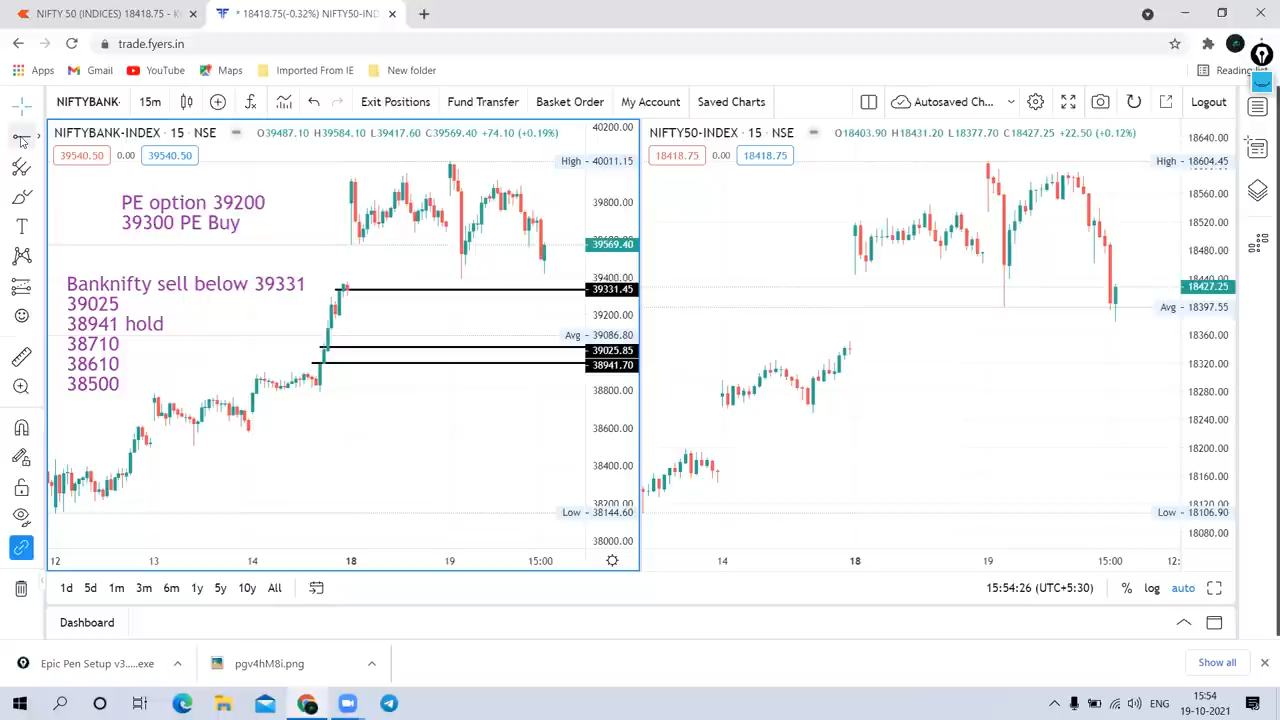 NIFTY 50 (INDICES) 18418.75 - K
* 18418.75(-0.32%) NIFTY50-IND
trade.fyers.in
Apps Gmail YouTube Maps Imported From IE New folder Reading list
NIFTYBANK- 15m Exit Positions Fund Transfer Basket Order My Account Saved Charts Autosaved Ch... Logout
NIFTYBANK-INDEX · 15 · NSE O39487.10 H39584.10 L39417.60 C39569.40 +74.10 (+0.19%)
39540.50 0.00 39540.50
PE option 39200
39300 PE Buy
Banknifty sell below 39331
39025
38941 hold
38710
38610
38500
40200.00
High - 40011.15
39800.00
39569.40
39400.00
39331.45
39200.00
Avg - 39086.80
39025.85
38941.70
38800.00
38600.00
38400.00
38200.00
Low - 38144.60
38000.00
12 13 14 18 19 15:00
NIFTY50-INDEX · 15 · NSE O18403.90 H18431.20 L18377.70 C18427.25 +22.50 (+0.12%)
18418.75 0.00 18418.75
18640.00
High - 18604.45
18560.00
18520.00
18480.00
18440.00
18427.25
Avg - 18397.55
18360.00
18320.00
18280.00
18240.00
18200.00
18160.00
18120.00
Low - 18106.90
18080.00
14 18 19 15:00 12:
1d 5d 1m 3m 6m 1y 5y 10y All 15:54:26 (UTC+5:30) % log auto
Dashboard
Epic Pen Setup v3.....exe pgv4hM8i.png Show all
ENG 15:54
19-10-2021